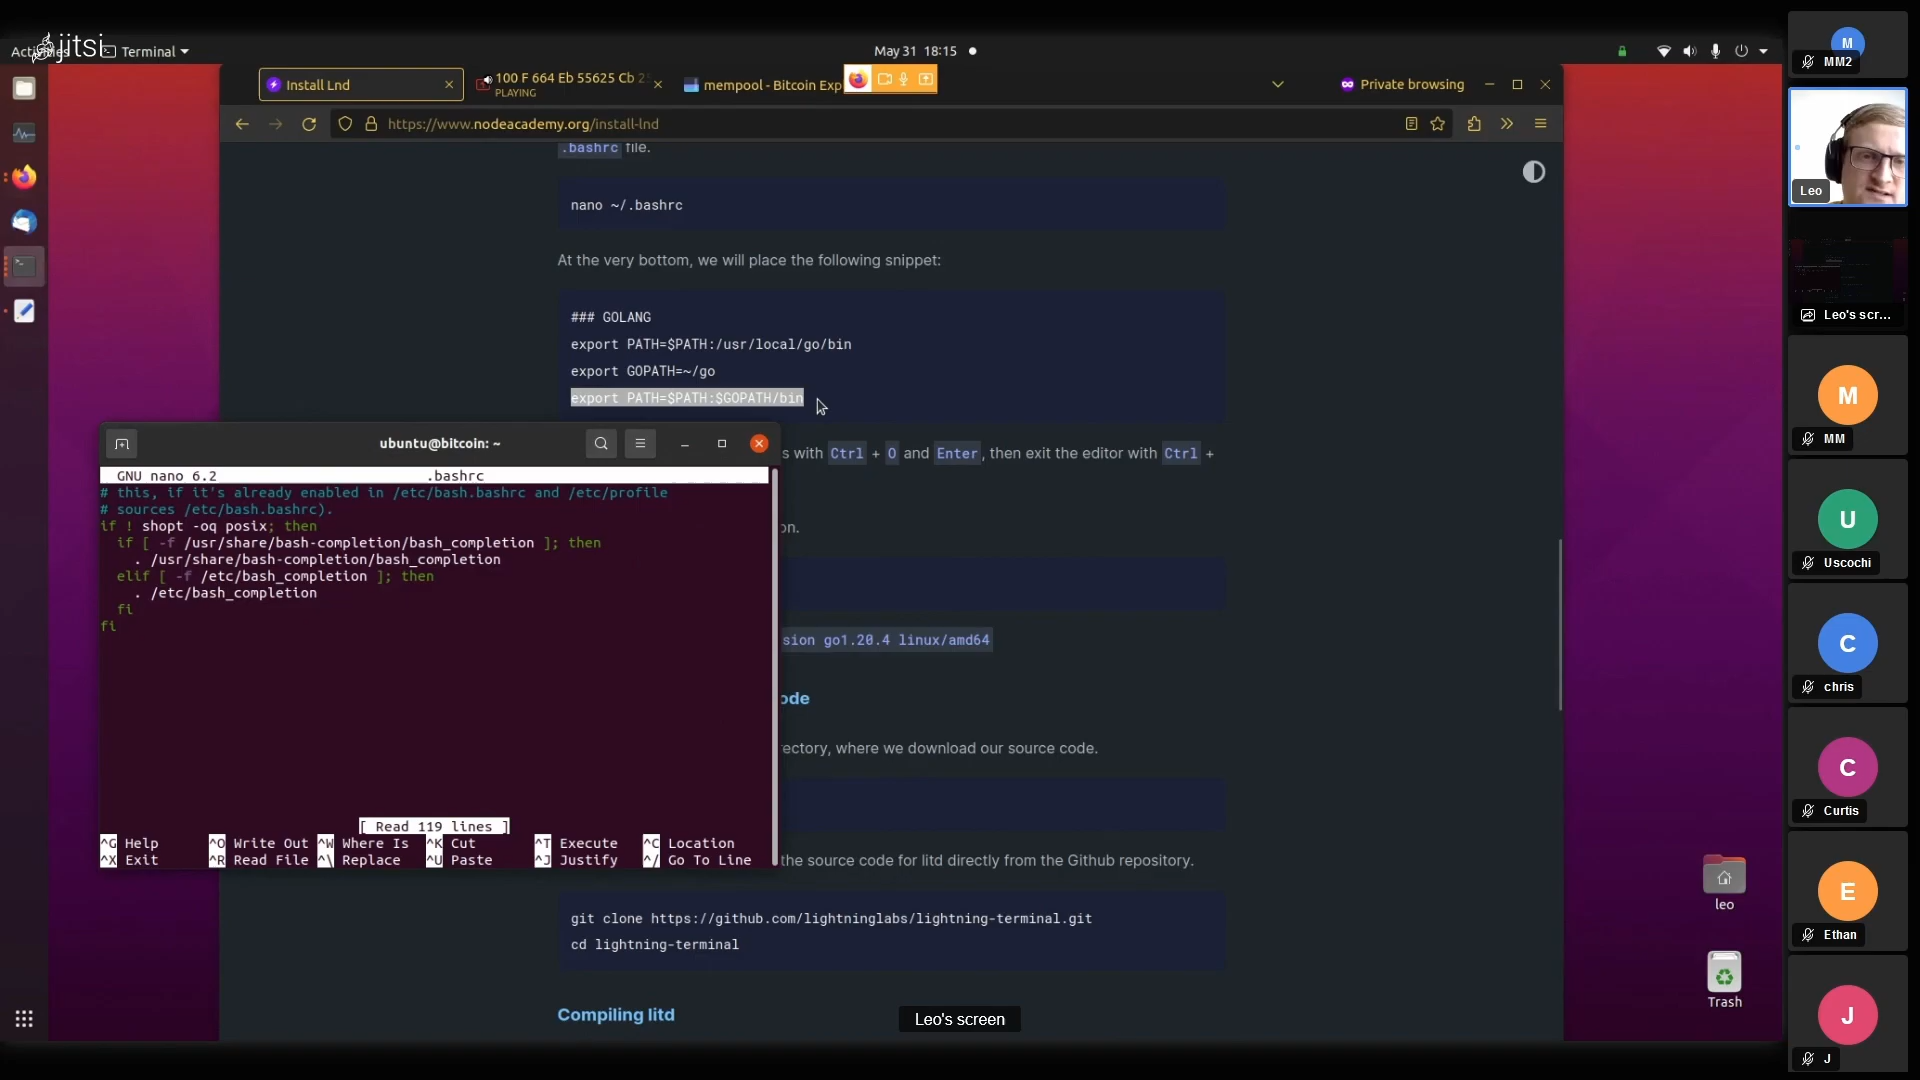 jitsi
Terminal
May 31 18:15
Install Lnd
100 F 664 Eb 55625 Cb 2
PLAYING
mempool - Bitcoin Exp
Private browsing
https://www.nodeacademy.org/install-lnd
.bashrc file.
nano ~/.bashrc
At the very bottom, we will place the following snippet:
### GOLANG
export PATH=$PATH:/usr/local/go/bin
export GOPATH=~/go
export PATH=$PATH:$GOPATH/bin
s with Ctrl + O and Enter, then exit the editor with Ctrl +
on.
sion go1.20.4 linux/amd64
ode
ectory, where we download our source code.
the source code for litd directly from the Github repository.
git clone https://github.com/lightninglabs/lightning-terminal.git
cd lightning-terminal
Compiling litd
ubuntu@bitcoin: ~
GNU nano 6.2 .bashrc
# this, if it's already enabled in /etc/bash.bashrc and /etc/profile
# sources /etc/bash.bashrc).
if ! shopt -oq posix; then
if [ -f /usr/share/bash-completion/bash_completion ]; then
. /usr/share/bash-completion/bash_completion
elif [ -f /etc/bash_completion ]; then
. /etc/bash_completion
fi
fi
[ Read 119 lines ]
^G Help ^O Write Out ^W Where Is ^K Cut ^T Execute ^C Location
^X Exit ^R Read File ^\ Replace ^U Paste ^J Justify ^/ Go To Line
leo
Trash
Leo's screen
M
MM2
Leo
Leo's scr...
M
MM
U
Uscochi
C
chris
C
Curtis
E
Ethan
J
J